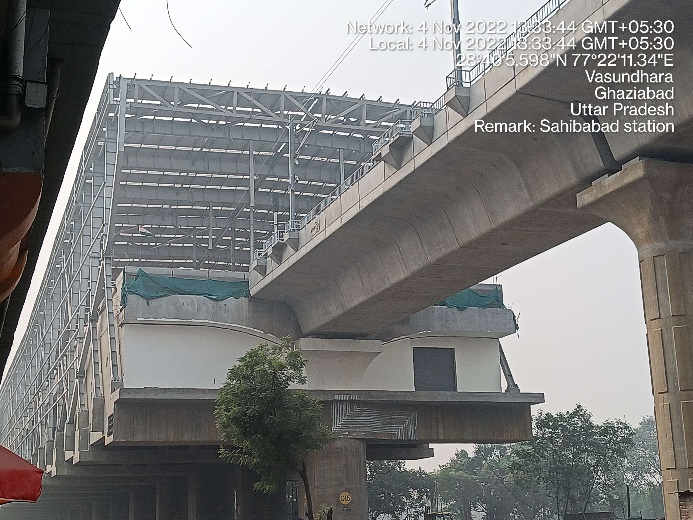 Network: 4 Nov 2022 13:33:44 GMT+05:30
Local: 4 Nov 2022 13:33:44 GMT+05:30
28°40'5.598"N 77°22'11.34"E
Vasundhara
Ghaziabad
Uttar Pradesh
Remark: Sahibabad station